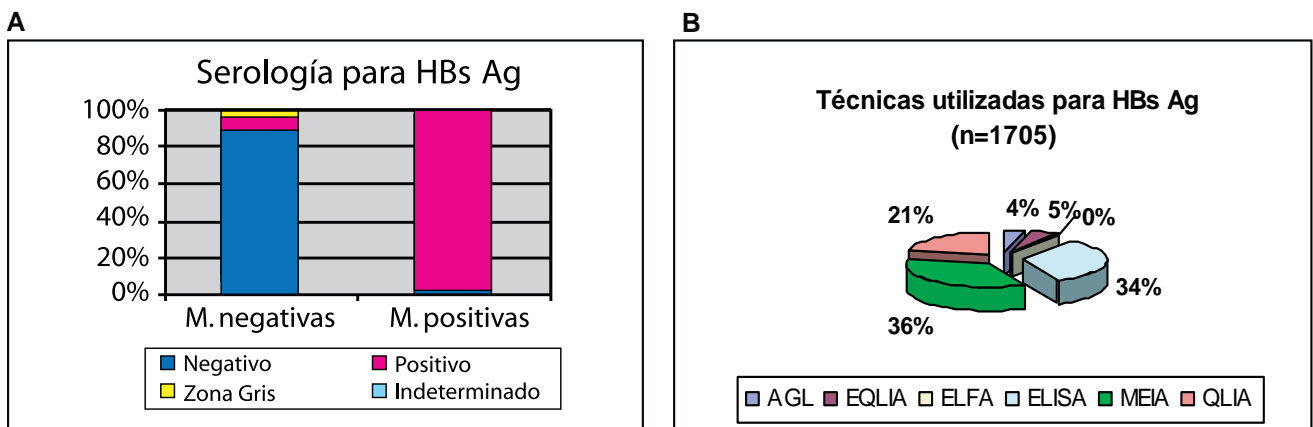 A
Serología para HBs Ag
100%
80%
60%
40%
20%
0%
M. negativas M. positivas
Negativo Positivo
Zona Gris Indeterminado
B
Técnicas utilizadas para HBs Ag
(n=1705)
21% 4% 5% 0%
34%
36%
AGL EQLIA ELFA ELISA MEIA QLIA